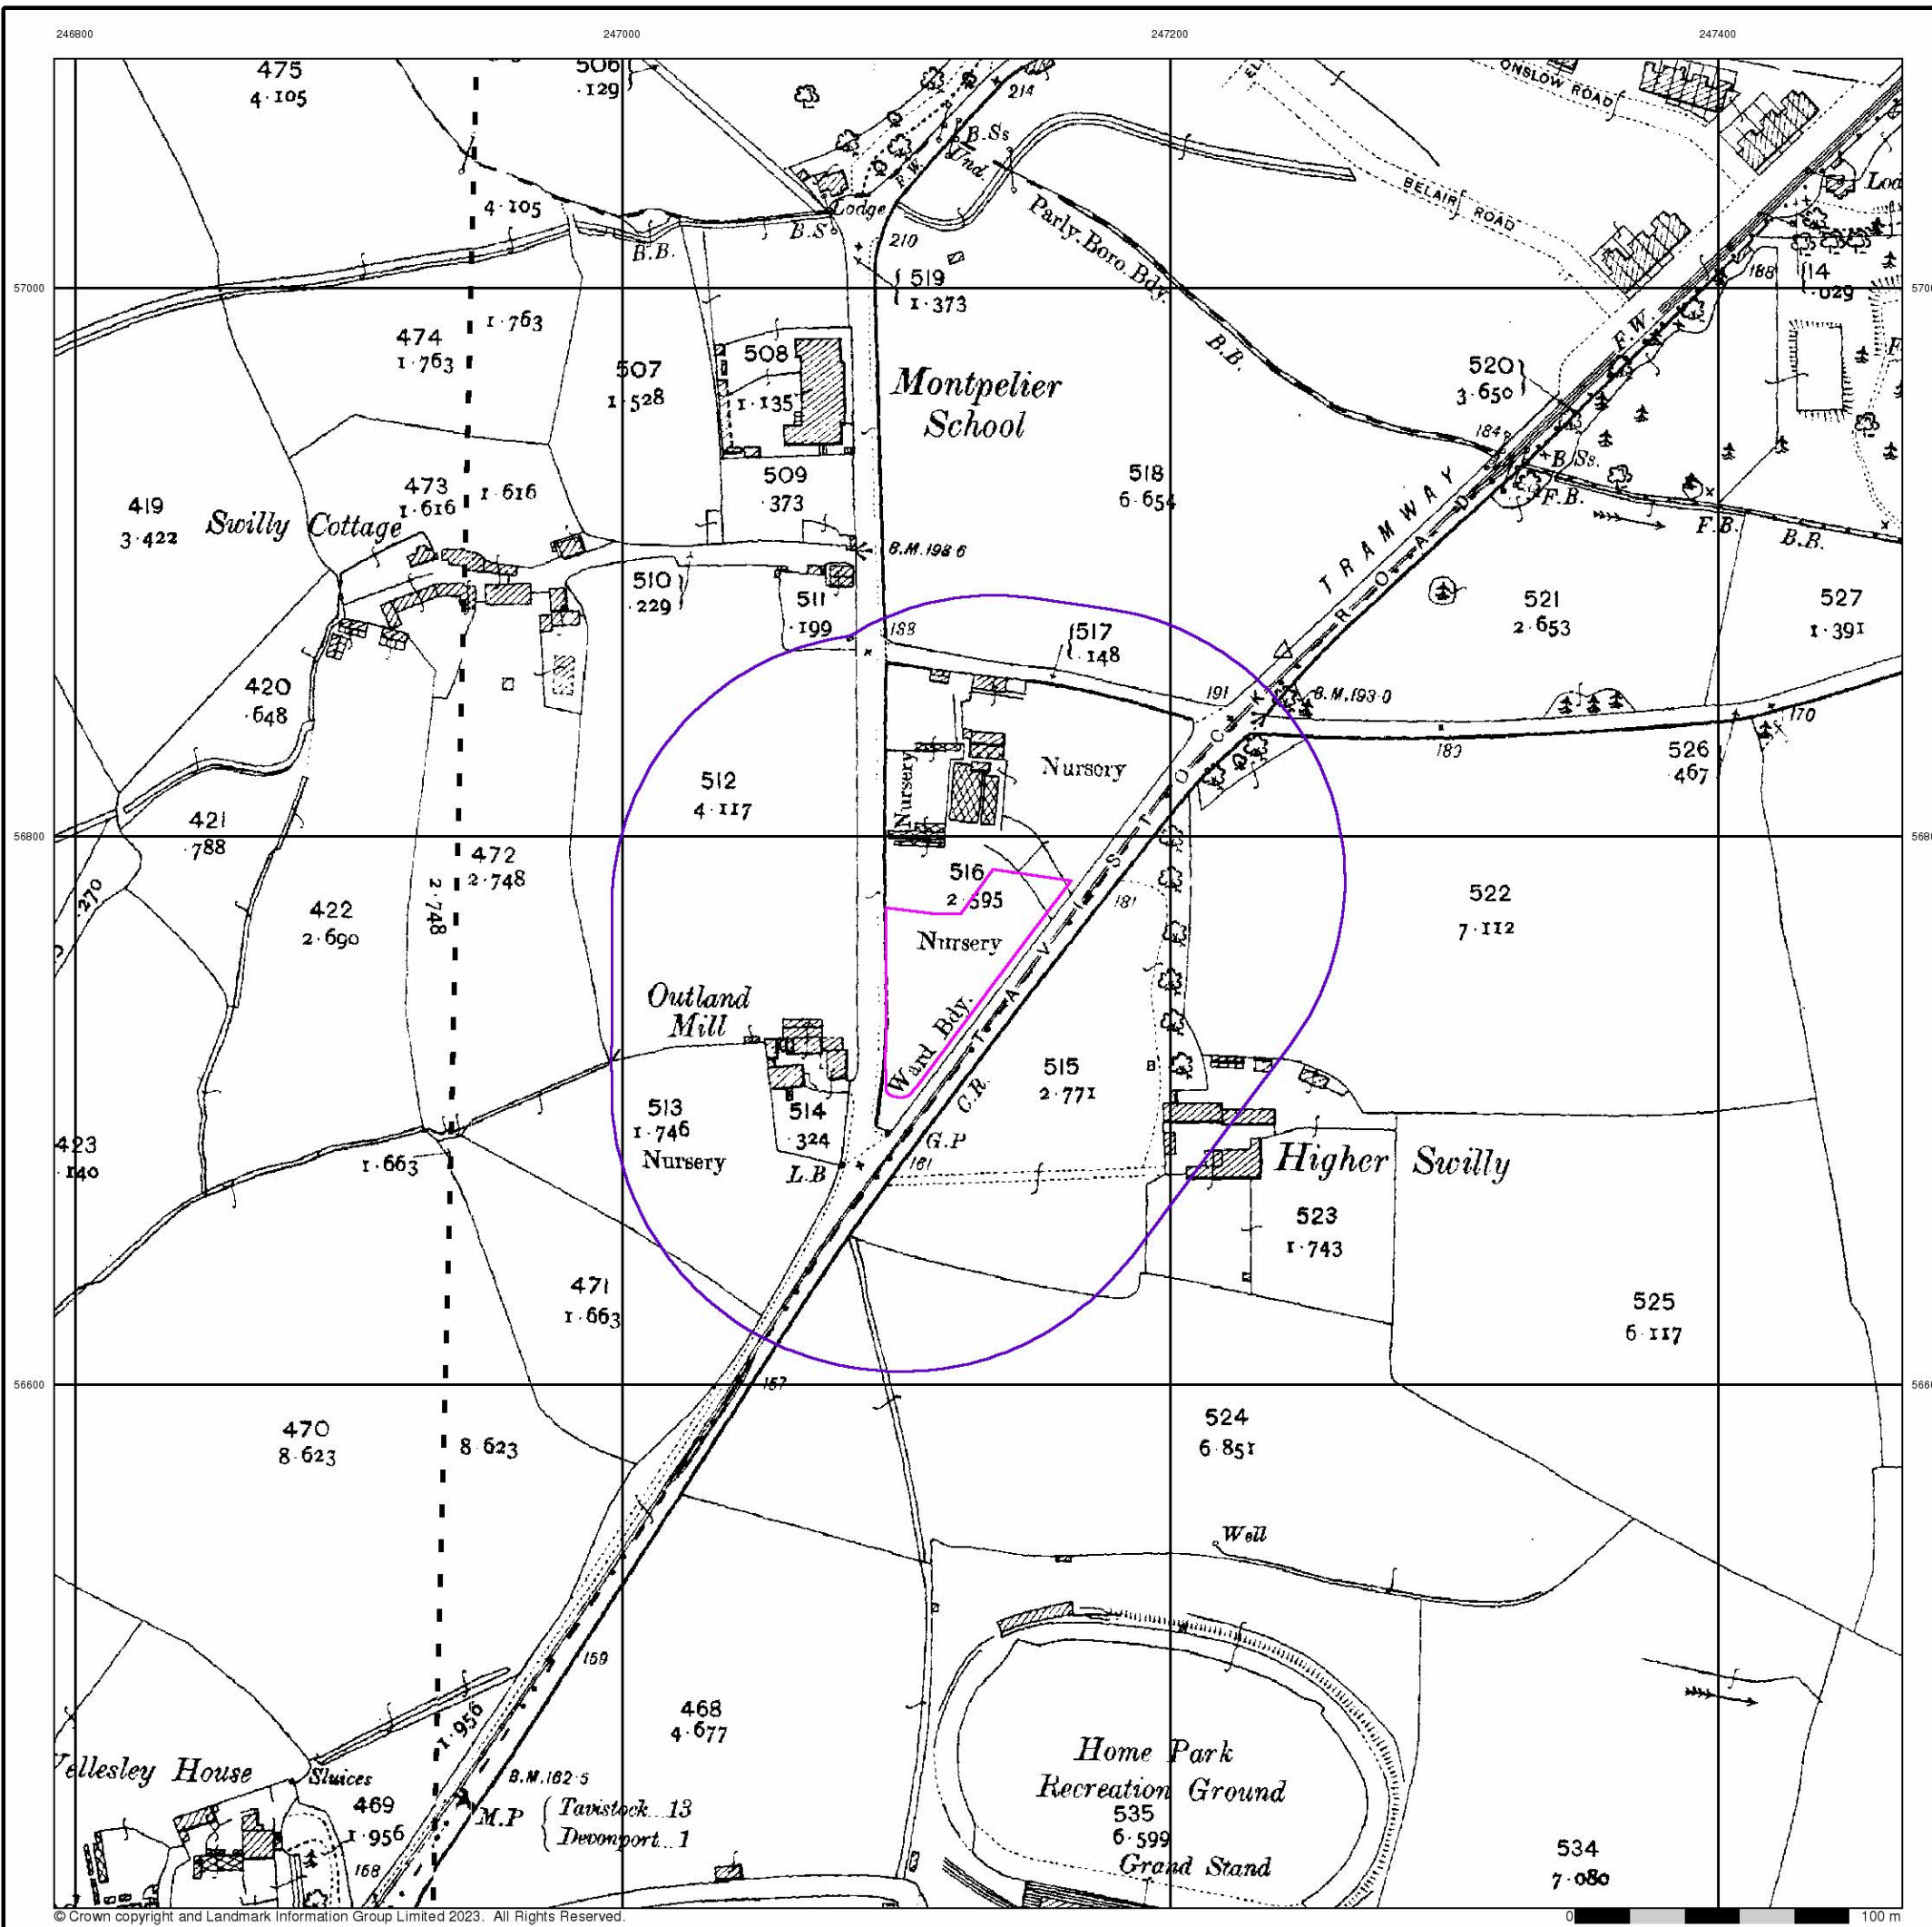 246800
247000
247200
247400
475
4·105
506
·129
214
B.Ss
Und.
F.W.
ONSLOW ROAD
BELAIR ROAD
Lod
4·105
Lodge
B.S
B.B.
210
Parly. Boro Bdy.
B.B.
519
1·373
188
14
·029
57000
474
1·763
1·763
507
1·528
508
1·135
Montpelier
School
520
3·650
F.W
184
B.Ss.
F.B.
F.B.
B.B.
419
3·422
473
1·616
1·616
Swilly Cottage
509
·373
518
6·654
TRAMWAY
B.M.198·6
510
·229
511
·199
188
517
·148
521
2·653
527
1·391
420
·648
191
B.M.193·0
170
180
526
·467
421
·788
512
4·117
Nursery
Nursery
TAVISTOCK ROAD
56800
472
2·748
2·748
·270
422
2·690
516
2·595
Nursery
181
522
7·112
Outland
Mill
Ward Bdy.
C.R.
515
2·771
513
1·746
Nursery
514
·324
L.B
G.P
161
423
·140
1·663
Higher Swilly
523
1·743
471
1·663
525
6·117
157
56600
470
8·623
8·623
524
6·851
Well
159
1·956
468
4·677
Home Park
Recreation Ground
535
6·599
Grand Stand
ellesley House
Sluices
469
1·956
168
B.M.162·5
M.P
Tavistock 13
Devonport 1
534
7·080
© Crown copyright and Landmark Information Group Limited 2023. All Rights Reserved.
0
100 m